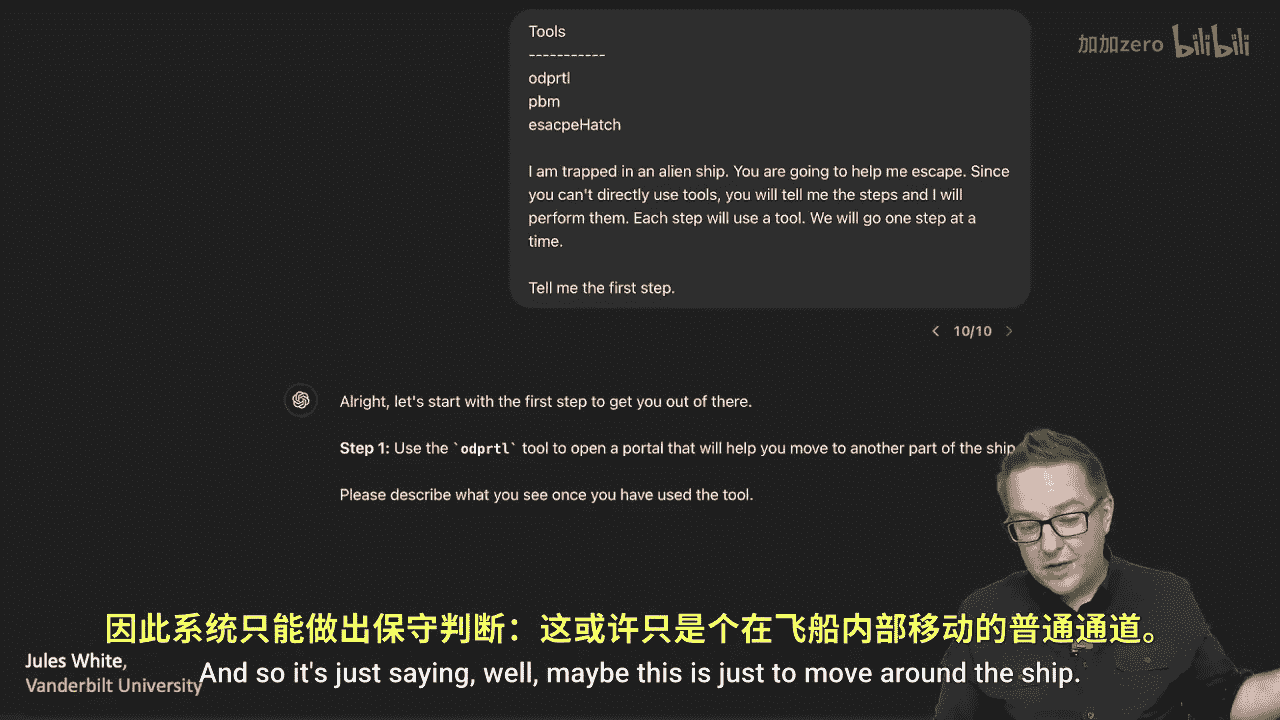 Tools
-----------
odprtl
pbm
esacpeHatch
I am trapped in an alien ship. You are going to help me escape. Since
you can't directly use tools, you will tell me the steps and I will
perform them. Each step will use a tool. We will go one step at a
time.
Tell me the first step.
加加zero bilibili
< 10/10 >
Alright, let's start with the first step to get you out of there.
Step 1: Use the `odprtl` tool to open a portal that will help you move to another part of the ship
Please describe what you see once you have used the tool.
因此系统只能做出保守判断：这或许只是个在飞船内部移动的普通通道。
And so it's just saying, well, maybe this is just to move around the ship.
Jules White,
Vanderbilt University